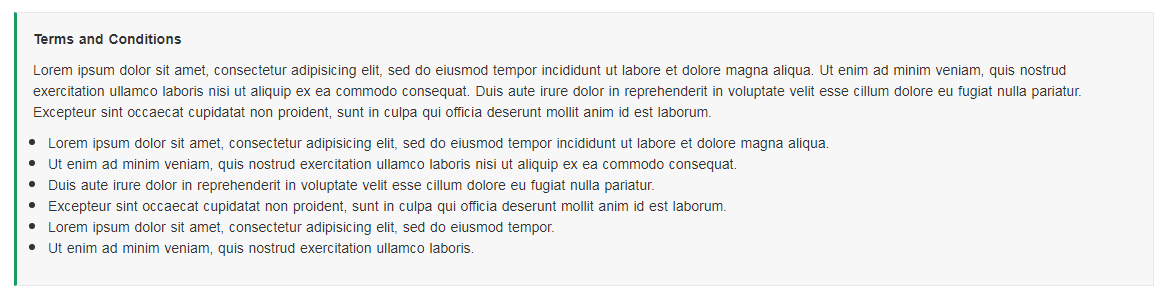 Terms and Conditions
Lorem ipsum dolor sit amet, consectetur adipisicing elit, sed do eiusmod tempor incididunt ut labore et dolore magna aliqua. Ut enim ad minim veniam, quis nostrud
exercitation ullamco laboris nisi ut aliquip ex ea commodo consequat. Duis aute irure dolor in reprehenderit in voluptate velit esse cillum dolore eu fugiat nulla pariatur.
Excepteur sint occaecat cupidatat non proident, sunt in culpa qui officia deserunt mollit anim id est laborum.
• Lorem ipsum dolor sit amet, consectetur adipisicing elit, sed do eiusmod tempor incididunt ut labore et dolore magna aliqua.
• Ut enim ad minim veniam, quis nostrud exercitation ullamco laboris nisi ut aliquip ex ea commodo consequat.
• Duis aute irure dolor in reprehenderit in voluptate velit esse cillum dolore eu fugiat nulla pariatur.
• Excepteur sint occaecat cupidatat non proident, sunt in culpa qui officia deserunt mollit anim id est laborum.
• Lorem ipsum dolor sit amet, consectetur adipisicing elit, sed do eiusmod tempor.
• Ut enim ad minim veniam, quis nostrud exercitation ullamco laboris.